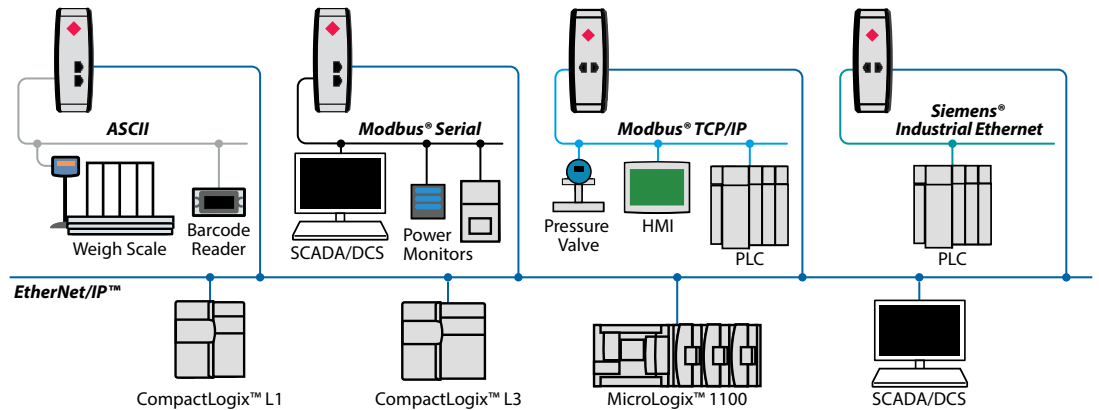 ASCII
Modbus® Serial
Modbus® TCP/IP
Siemens®
Industrial Ethernet
Weigh Scale
Barcode
Reader
SCADA/DCS
Power
Monitors
Pressure
Valve
HMI
PLC
PLC
EtherNet/IP™
CompactLogix™ L1
CompactLogix™ L3
MicroLogix™ 1100
SCADA/DCS